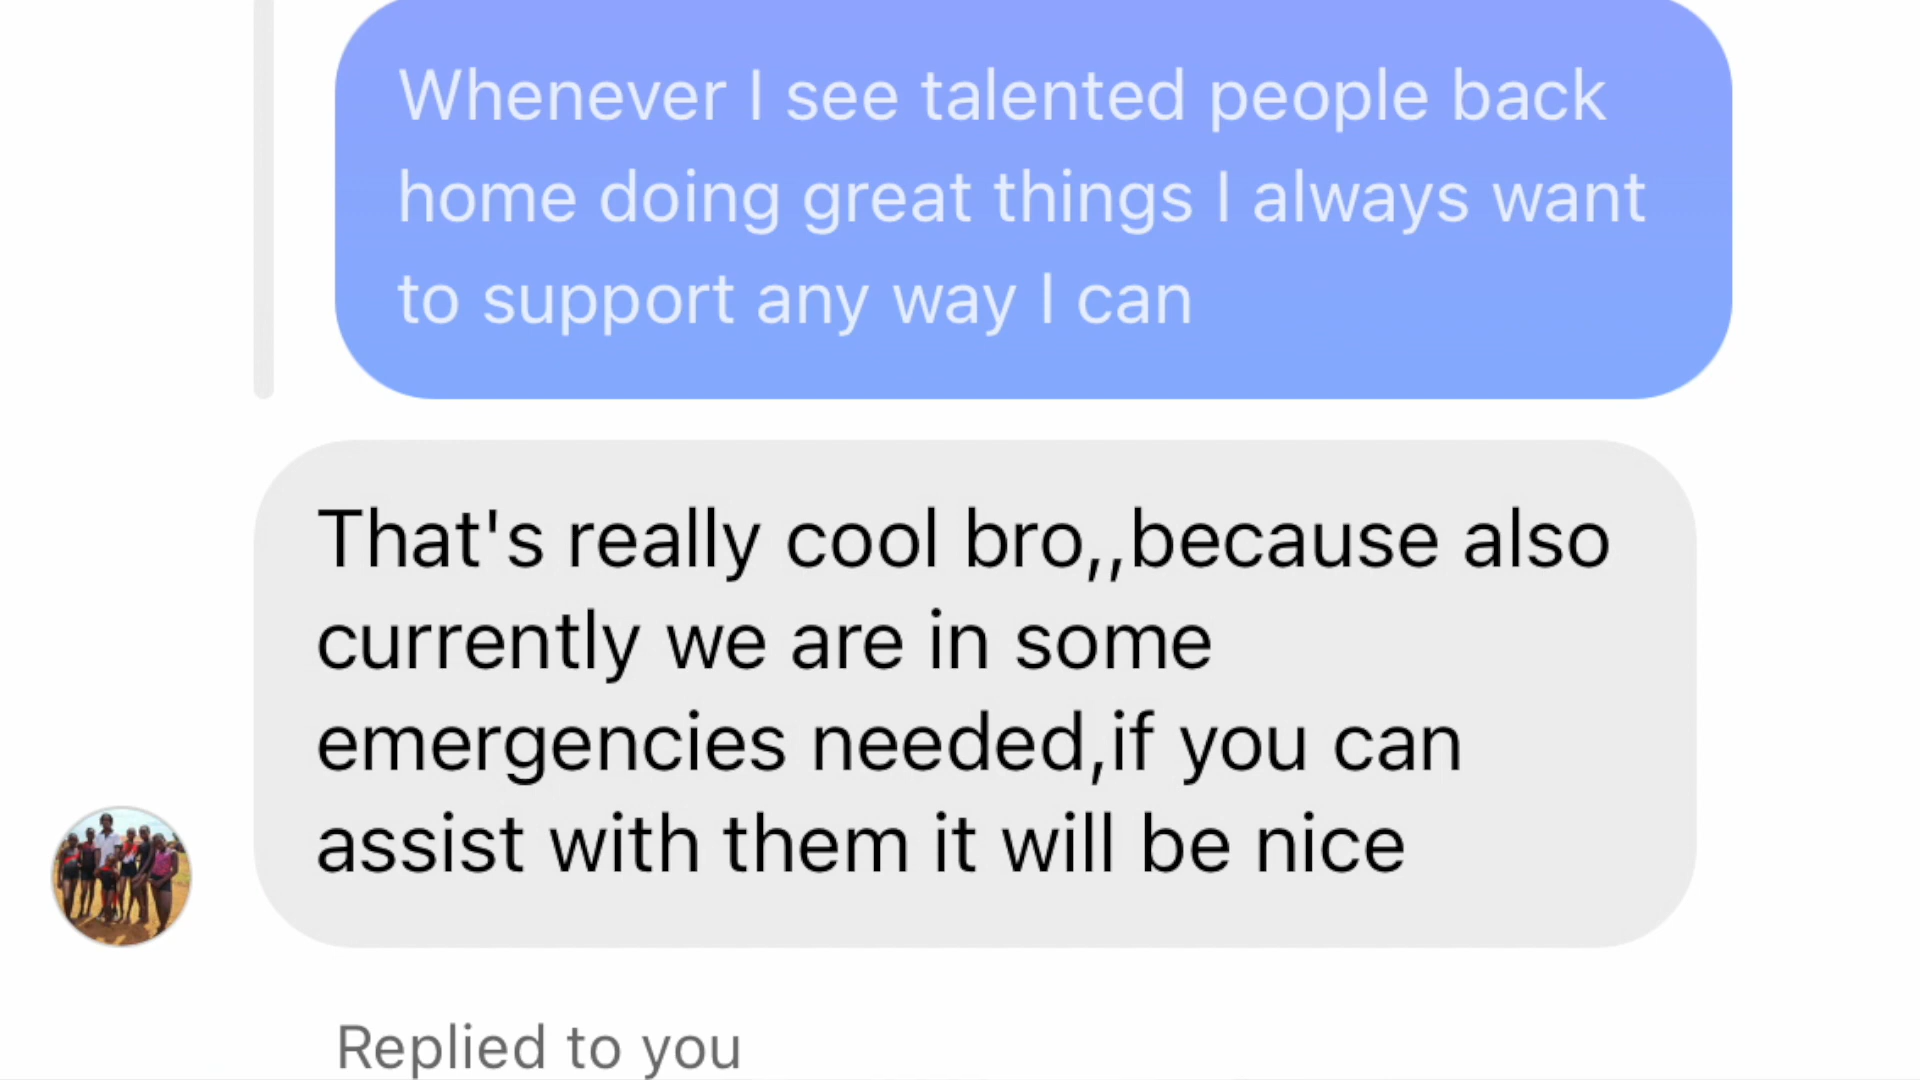 Whenever I see talented people back
home doing great things I always want
to support any way I can
That's really cool bro,,because also
currently we are in some
emergencies needed,if you can
assist with them it will be nice
Replied to you